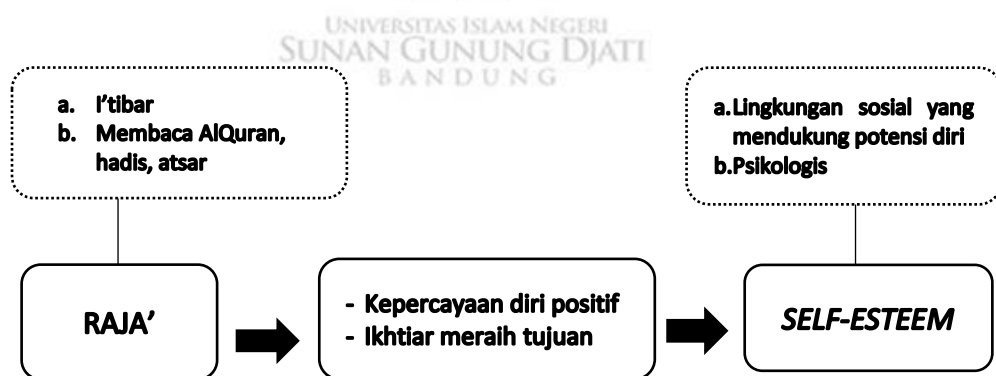 UNIVERSITAS ISLAM NEGERI
SUNAN GUNUNG DJATI
BANDUNG
a. I'tibar
b. Membaca AlQuran,
hadis, atsar
a.Lingkungan sosial yang
mendukung potensi diri
b.Psikologis
RAJA'
- Kepercayaan diri positif
- Ikhtiar meraih tujuan
SELF-ESTEEM